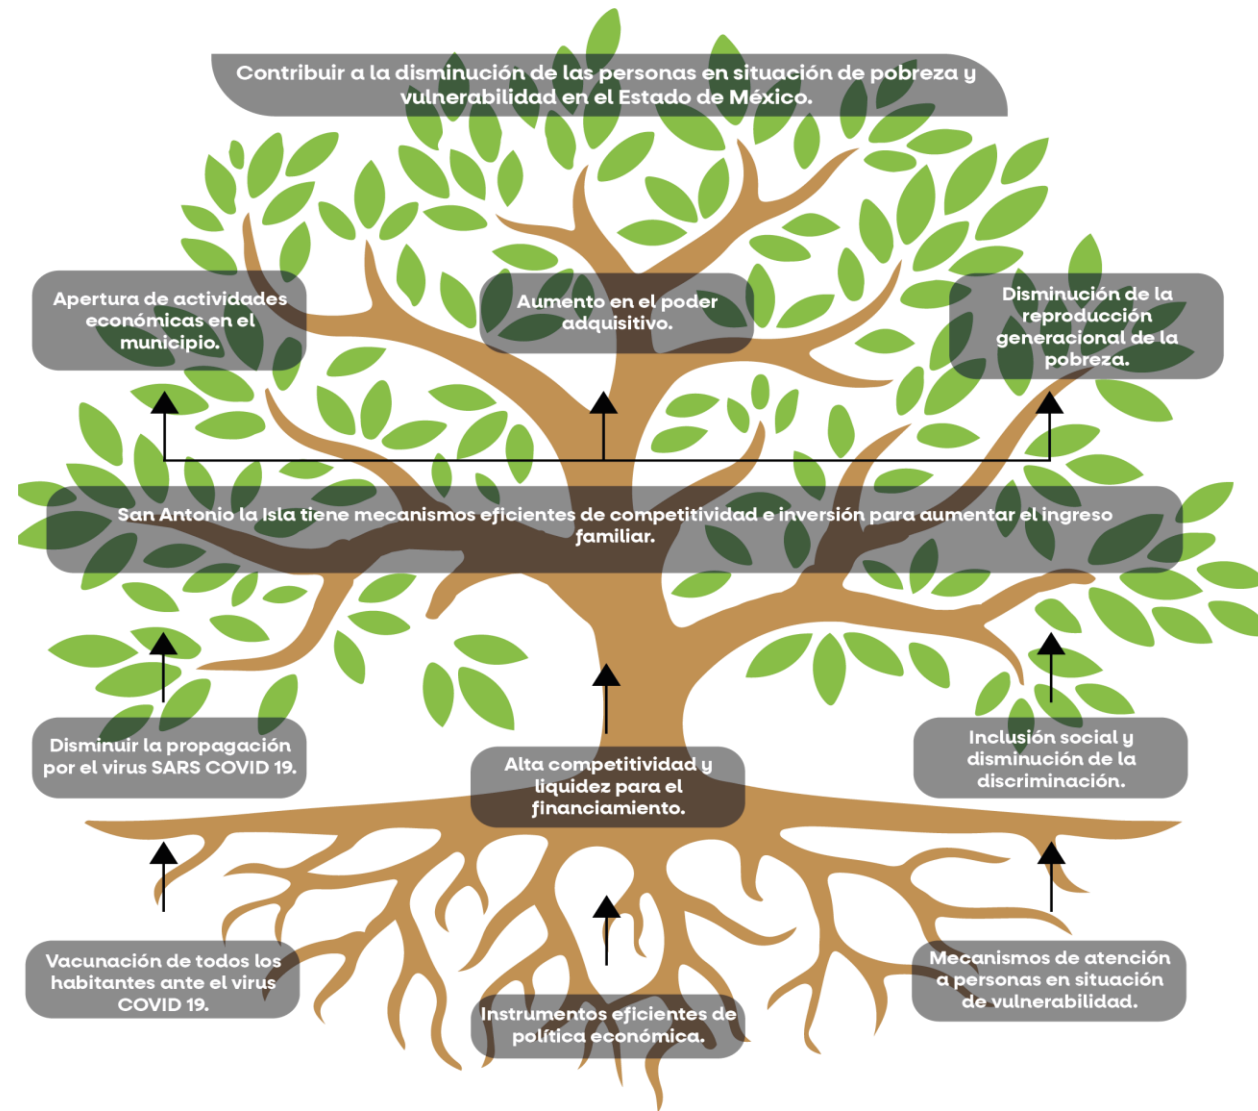 Contribuir a la disminución de las personas en situación de pobreza y
vulnerabilidad en el Estado de México.
Apertura de actividades
económicas en el
municipio.
Aumento en el poder
adquisitivo.
Disminución de la
reproducción
generacional de la
pobreza.
San Antonio la Isla tiene mecanismos eficientes de competitividad e inversión para aumentar el ingreso
familiar.
Disminuir la propagación
por el virus SARS COVID 19.
Alta competitividad y
liquidez para el
financiamiento.
Inclusión social y
disminución de la
discriminación.
Vacunación de todos los
habitantes ante el virus
COVID 19.
Instrumentos eficientes de
política económica.
Mecanismos de atención
a personas en situación
de vulnerabilidad.